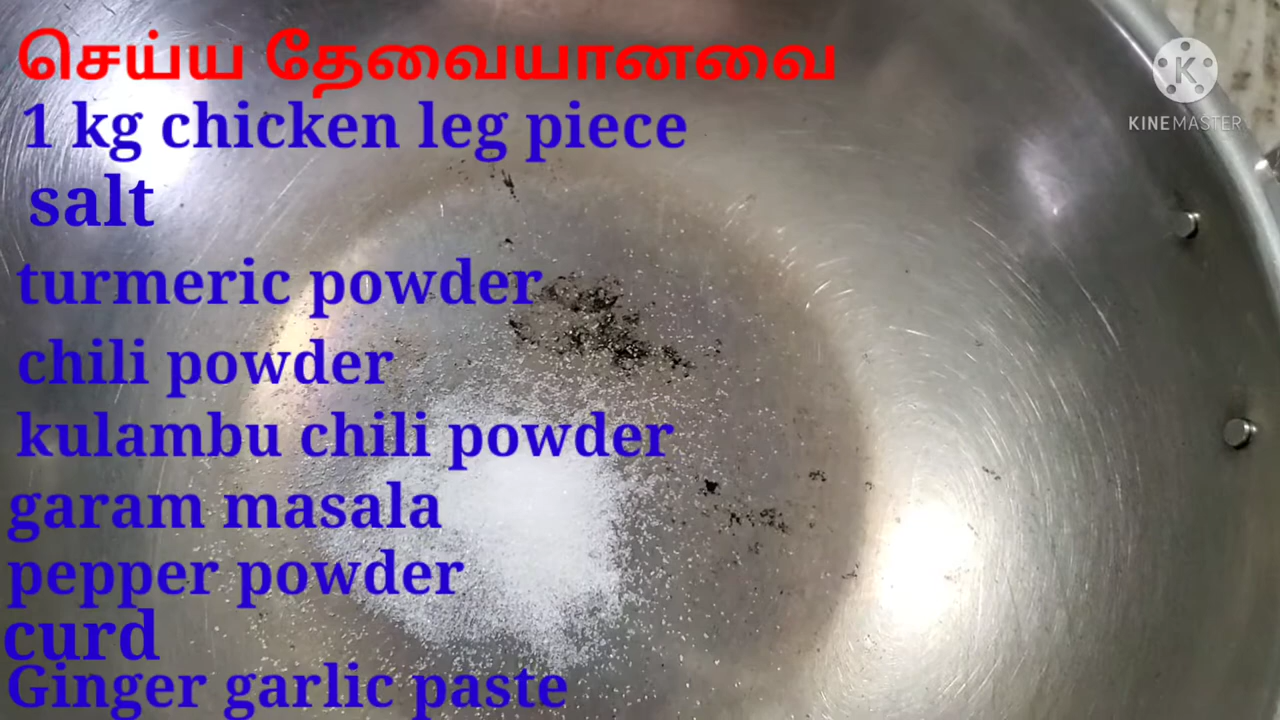 செய்ய தேவையானவை
1 kg chicken leg piece
salt
turmeric powder
chili powder
kulambu chili powder
garam masala
pepper powder
curd
Ginger garlic paste
K
KINEMASTER